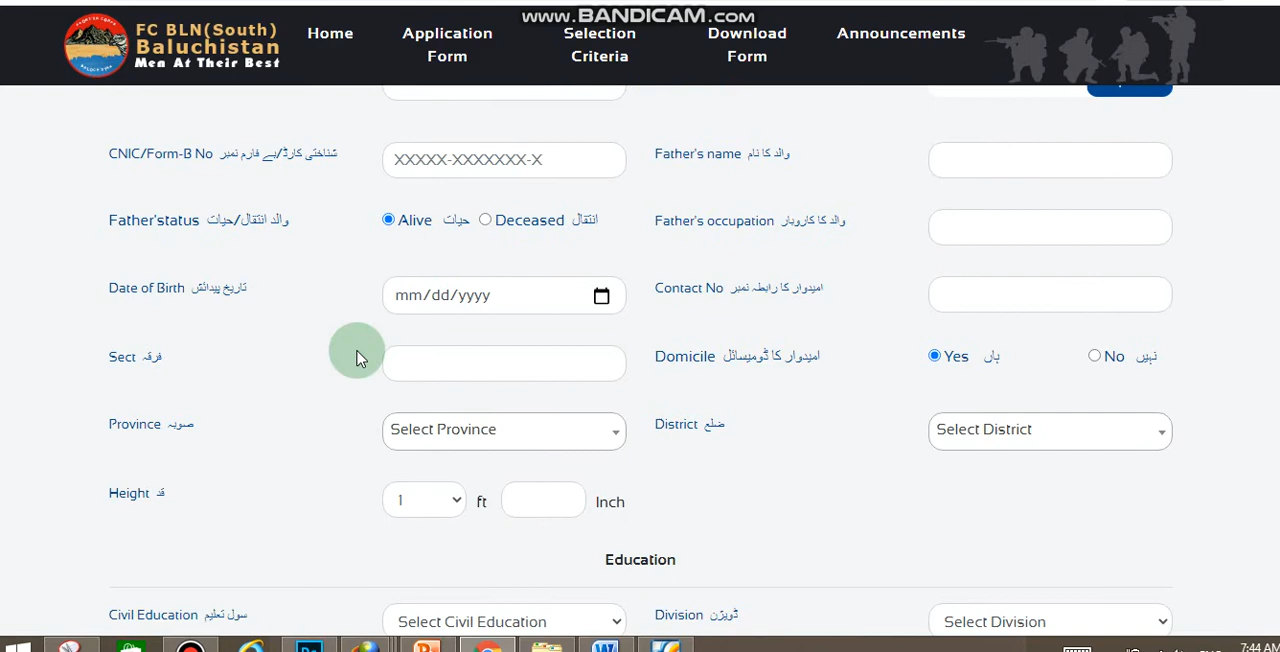 www.BANDICAM.com
FC BLN(South)
Baluchistan
Men At Their Best
Home
Application Form
Selection Criteria
Download Form
Announcements
CNIC/Form-B No شناختی کارڈ/بے فارم نمبر
XXXXX-XXXXXXX-X
Father's name والد کا نام
Father'status والد انتقال/حیات
Alive حیات Deceased انتقال
Father's occupation والد کا کاروبار
Date of Birth تاریخ پیدائش
mm/dd/yyyy
Contact No امیدوار کا رابطہ نمبر
Sect فرقہ
Domicile امیدوار کا ڈومیسائل
Yes ہاں No نہیں
Province صوبہ
Select Province
District ضلع
Select District
Height قد
1 ft Inch
Education
Civil Education سول تعلیم
Select Civil Education
Division ڈویژن
Select Division
7:44 AM